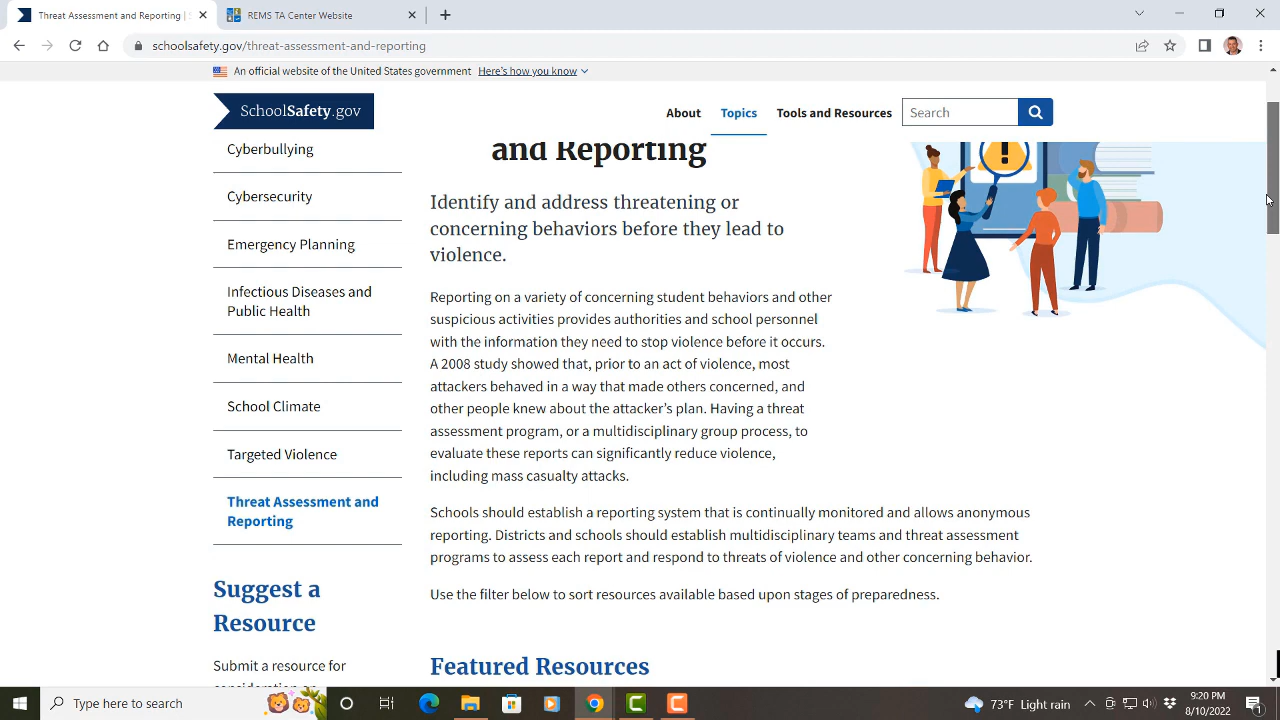 Threat Assessment and Reporting |
REMS TA Center Website
schoolsafety.gov/threat-assessment-and-reporting
An official website of the United States government Here's how you know
SchoolSafety.gov
About Topics Tools and Resources Search
Cyberbullying
Cybersecurity
Emergency Planning
Infectious Diseases and
Public Health
Mental Health
School Climate
Targeted Violence
Threat Assessment and
Reporting
Suggest a
Resource
Submit a resource for
and Reporting
Identify and address threatening or
concerning behaviors before they lead to
violence.
Reporting on a variety of concerning student behaviors and other
suspicious activities provides authorities and school personnel
with the information they need to stop violence before it occurs.
A 2008 study showed that, prior to an act of violence, most
attackers behaved in a way that made others concerned, and
other people knew about the attacker's plan. Having a threat
assessment program, or a multidisciplinary group process, to
evaluate these reports can significantly reduce violence,
including mass casualty attacks.
Schools should establish a reporting system that is continually monitored and allows anonymous
reporting. Districts and schools should establish multidisciplinary teams and threat assessment
programs to assess each report and respond to threats of violence and other concerning behavior.
Use the filter below to sort resources available based upon stages of preparedness.
Featured Resources
Type here to search
73°F Light rain
9:20 PM
8/10/2022
1